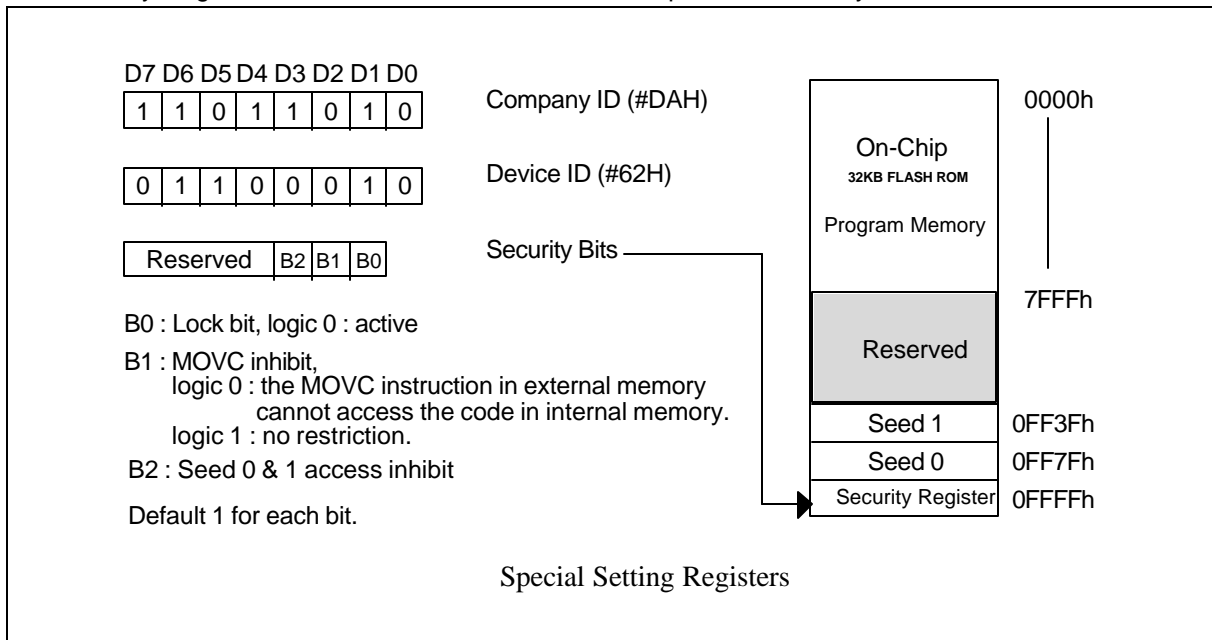 D7 D6 D5 D4 D3 D2 D1 D0
1 1 0 1 1 0 1 0
Company ID (#DAH)
0 1 1 0 0 0 1 0
Device ID (#62H)
Reserved B2 B1 B0
Security Bits
B0 : Lock bit, logic 0 : active
B1 : MOVC inhibit,
logic 0 : the MOVC instruction in external memory
cannot access the code in internal memory.
logic 1 : no restriction.
B2 : Seed 0 & 1 access inhibit
Default 1 for each bit.
On-Chip
32KB FLASH ROM
Program Memory
0000h
7FFFh
Reserved
Seed 1
0FF3Fh
Seed 0
0FF7Fh
Security Register
0FFFFh
Special Setting Registers